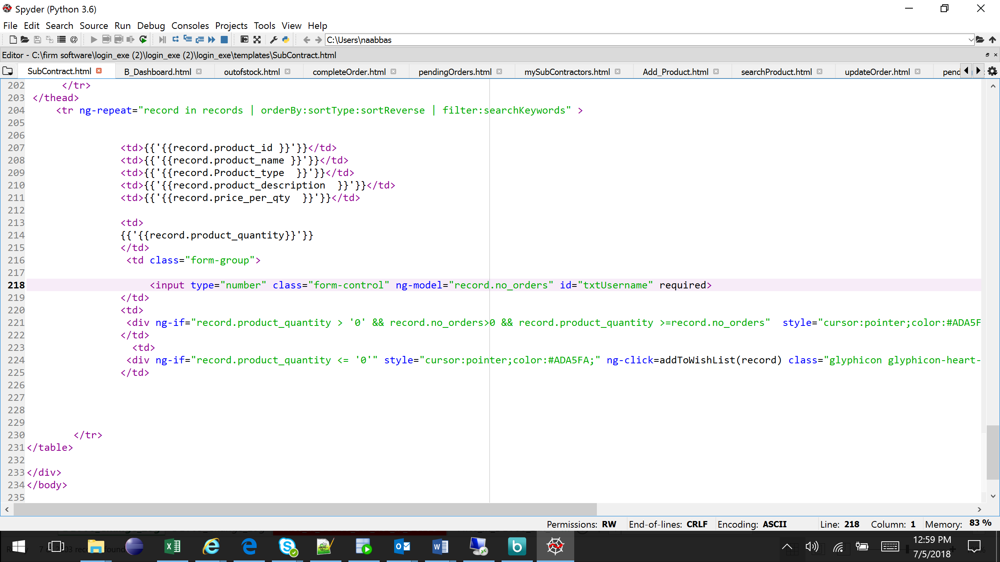 Spyder (Python 3.6)
File Edit Search Source Run Debug Consoles Projects Tools View Help
C:\Users\naabbas
Editor - C:\firm software\login_exe (2)\login_exe (2)\login_exe\templates\SubContract.html
SubContract.html B_Dashboard.html outofstock.html completeOrder.html pendingOrders.html mySubContractors.html Add_Product.html searchProduct.html updateOrder.html pend
202 </tr>
203 </thead>
204 <tr ng-repeat="record in records | orderBy:sortType:sortReverse | filter:searchKeywords" >
205
206
207 <td>{{'{{record.product_id }}'}}</td>
208 <td>{{'{{record.product_name }}'}}</td>
209 <td>{{'{{record.Product_type  }}'}}</td>
210 <td>{{'{{record.product_description  }}'}}</td>
211 <td>{{'{{record.price_per_qty  }}'}}</td>
212
213 <td>
214 {{'{{record.product_quantity}}'}}
215 </td>
216 <td class="form-group">
217
218 <input type="number" class="form-control" ng-model="record.no_orders" id="txtUsername" required>
219 </td>
220 <td>
221 <div ng-if="record.product_quantity > '0' && record.no_orders>0 && record.product_quantity >=record.no_orders"  style="cursor:pointer;color:#ADA5F
222 </td>
223 <td>
224 <div ng-if="record.product_quantity <= '0'" style="cursor:pointer;color:#ADA5FA;" ng-click=addToWishList(record) class="glyphicon glyphicon-heart-
225 </td>
226
227
228
229
230 </tr>
231 </table>
232
233 </div>
234 </body>
235
Permissions: RW End-of-lines: CRLF Encoding: ASCII Line: 218 Column: 1 Memory: 83 %
12:59 PM
7/5/2018